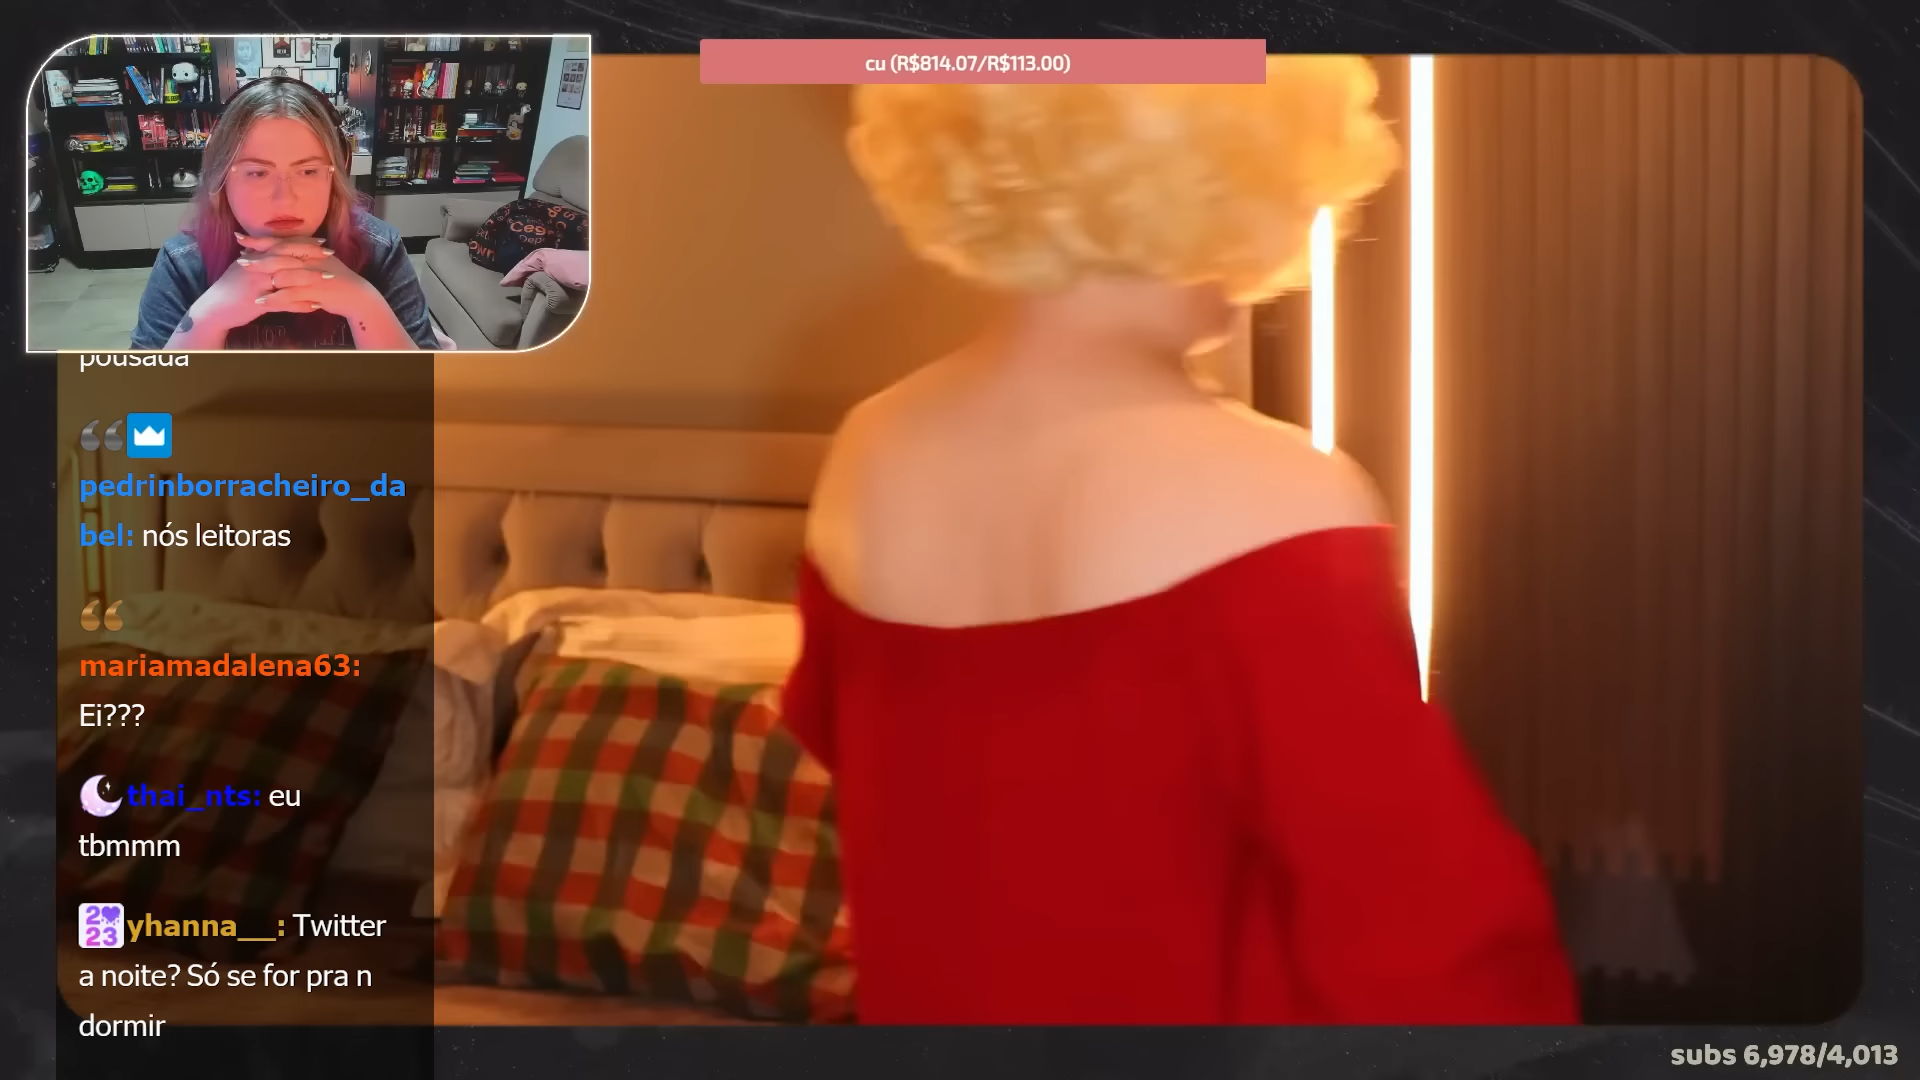 cu (R$814.07/R$113.00)
pousada
pedrinborracheiro_da
bel: nós leitoras
mariamadalena63:
Ei???
thai_nts: eu
tbmmm
2023 yhanna__: Twitter
a noite? Só se for pra n
dormir
subs 6,978/4,013